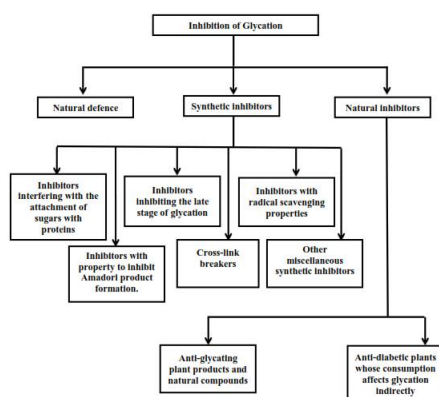 Inhibition of Glycation
Natural defence
Synthetic inhibitors
Natural inhibitors
Inhibitors
interfering with the
attachment of
sugars with
proteins
Inhibitors
inhibiting the late
stage of glycation
Inhibitors with
radical scavenging
properties
Inhibitors with
property to inhibit
Amadori product
formation.
Cross-link
breakers
Other
miscellaneous
synthetic inhibitors
Anti-glycating
plant products and
natural compounds
Anti-diabetic plants
whose consumption
affects glycation
indirectly